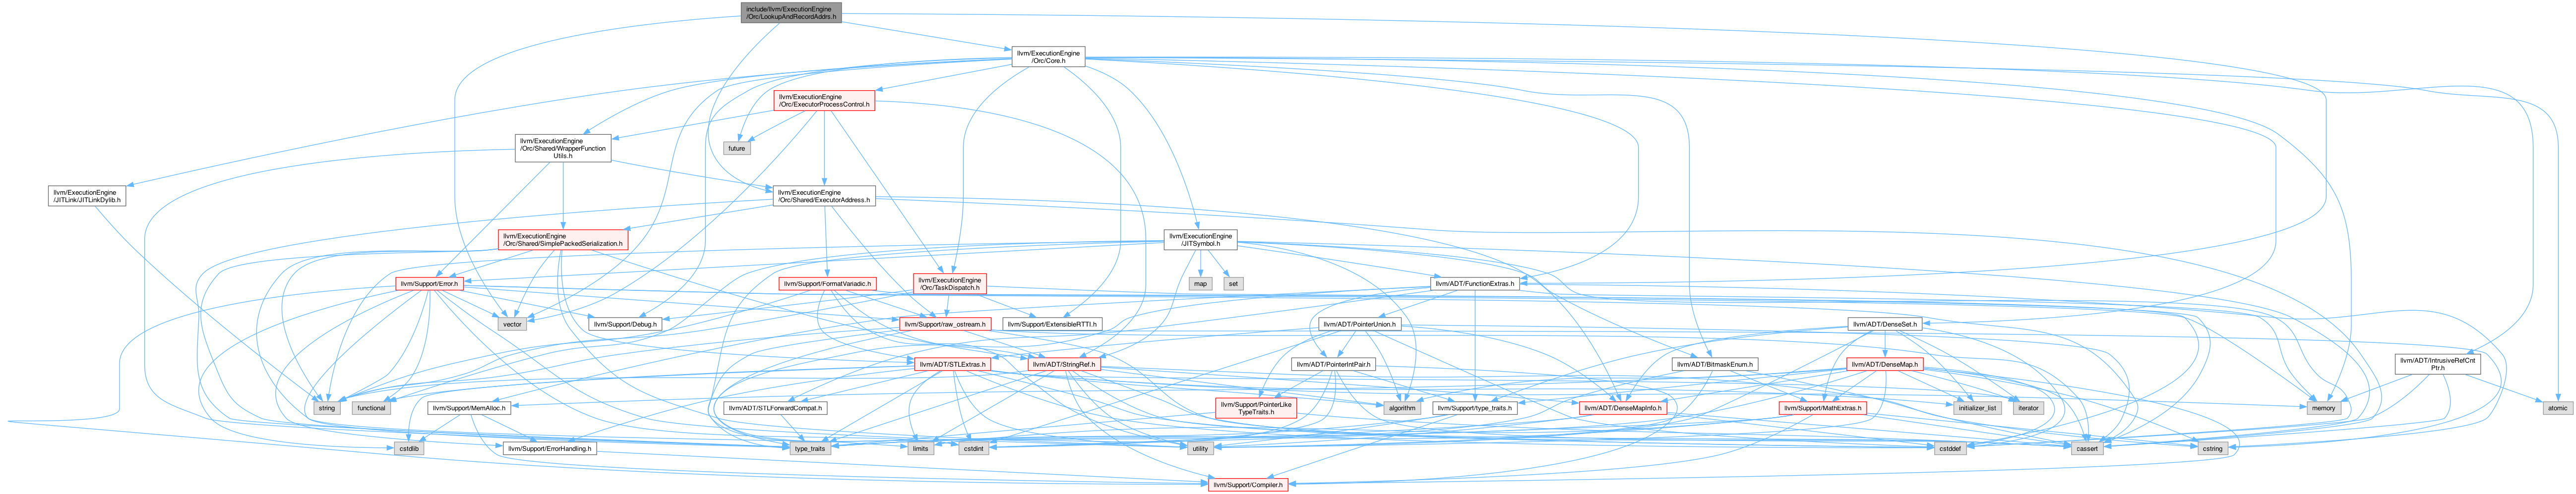 include/llvm/ExecutionEngine
/Orc/LookupAndRecordAddrs.h
llvm/ExecutionEngine
/Orc/Core.h
llvm/ExecutionEngine
/Orc/ExecutorProcessControl.h
llvm/ExecutionEngine
/Orc/Shared/WrapperFunction
Utils.h
future
llvm/ExecutionEngine
/JITLink/JITLinkDylib.h
llvm/ExecutionEngine
/Orc/Shared/ExecutorAddress.h
llvm/ExecutionEngine
/Orc/Shared/SimplePackedSerialization.h
llvm/ExecutionEngine
/JITSymbol.h
llvm/Support/Error.h
llvm/Support/FormatVariadic.h
llvm/ExecutionEngine
/Orc/TaskDispatch.h
map
set
llvm/ADT/FunctionExtras.h
vector
llvm/Support/Debug.h
llvm/Support/raw_ostream.h
llvm/Support/ExtensibleRTTI.h
llvm/ADT/PointerUnion.h
llvm/ADT/DenseSet.h
llvm/ADT/STLExtras.h
llvm/ADT/StringRef.h
llvm/ADT/PointerIntPair.h
llvm/ADT/BitmaskEnum.h
llvm/ADT/DenseMap.h
llvm/ADT/IntrusiveRefCnt
Ptr.h
string
functional
llvm/Support/MemAlloc.h
llvm/ADT/STLForwardCompat.h
llvm/Support/PointerLike
TypeTraits.h
algorithm
llvm/Support/type_traits.h
llvm/ADT/DenseMapInfo.h
llvm/Support/MathExtras.h
initializer_list
iterator
memory
atomic
cstdlib
llvm/Support/ErrorHandling.h
type_traits
limits
cstdint
utility
cstddef
cassert
cstring
llvm/Support/Compiler.h